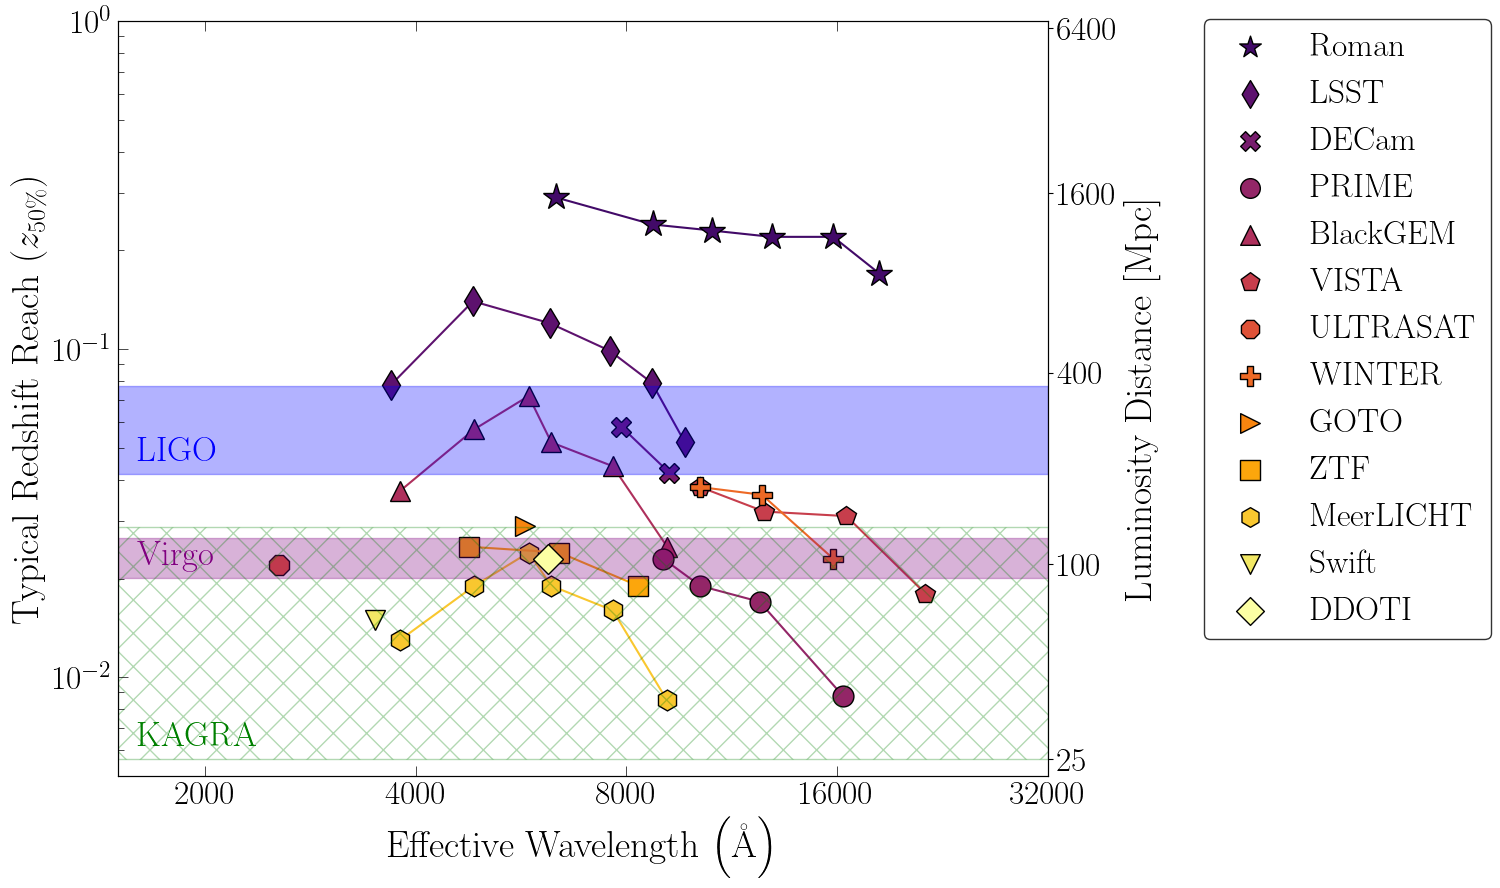 Typical Redshift Reach (z50%)
10^0
10^-1
10^-2
LIGO
Virgo
KAGRA
2000
4000
8000
16000
32000
Effective Wavelength (Å)
6400
1600
400
100
25
Luminosity Distance [Mpc]
Roman
LSST
DECam
PRIME
BlackGEM
VISTA
ULTRASAT
WINTER
GOTO
ZTF
MeerLICHT
Swift
DDOTI